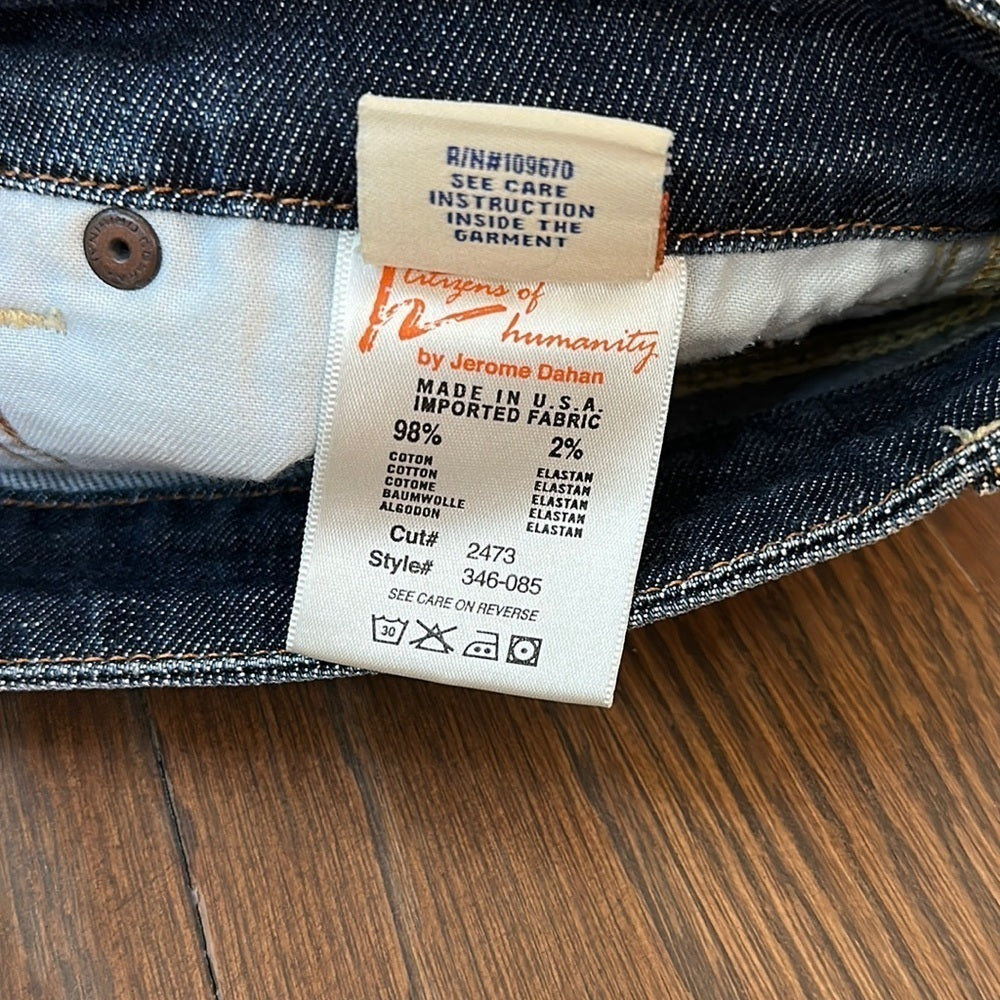 R/N#109670
SEE CARE
INSTRUCTION
INSIDE THE
GARMENT
Citizens of
humanity
by Jerome Dahan
MADE IN U.S.A.
IMPORTED FABRIC
98% 2%
COTON ELASTAN
COTTON ELASTAN
COTONE ELASTAN
BAUMWOLLE ELASTAN
ALGODON ELASTAN
Cut# 2473
Style# 346-085
SEE CARE ON REVERSE
30